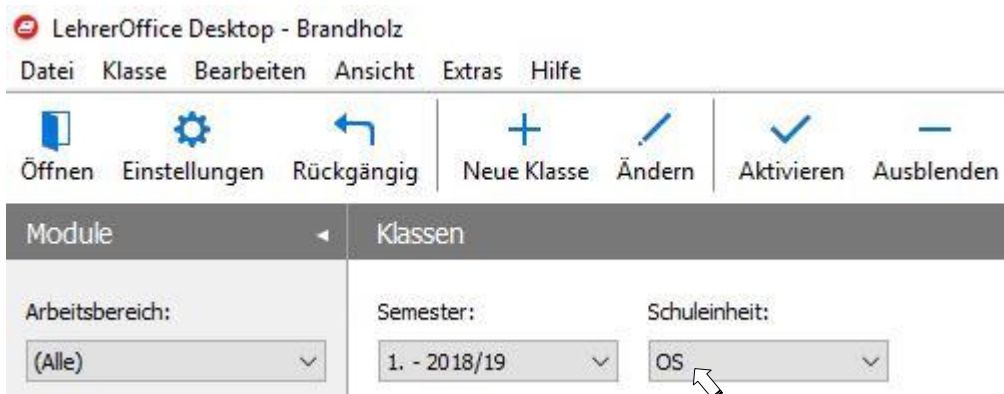 LehrerOffice Desktop - Brandholz
Datei Klasse Bearbeiten Ansicht Extras Hilfe
Öffnen Einstellungen Rückgängig Neue Klasse Ändern Aktivieren Ausblenden
Module Klassen
Arbeitsbereich: Semester: Schuleinheit:
(Alle) 1. - 2018/19 OS